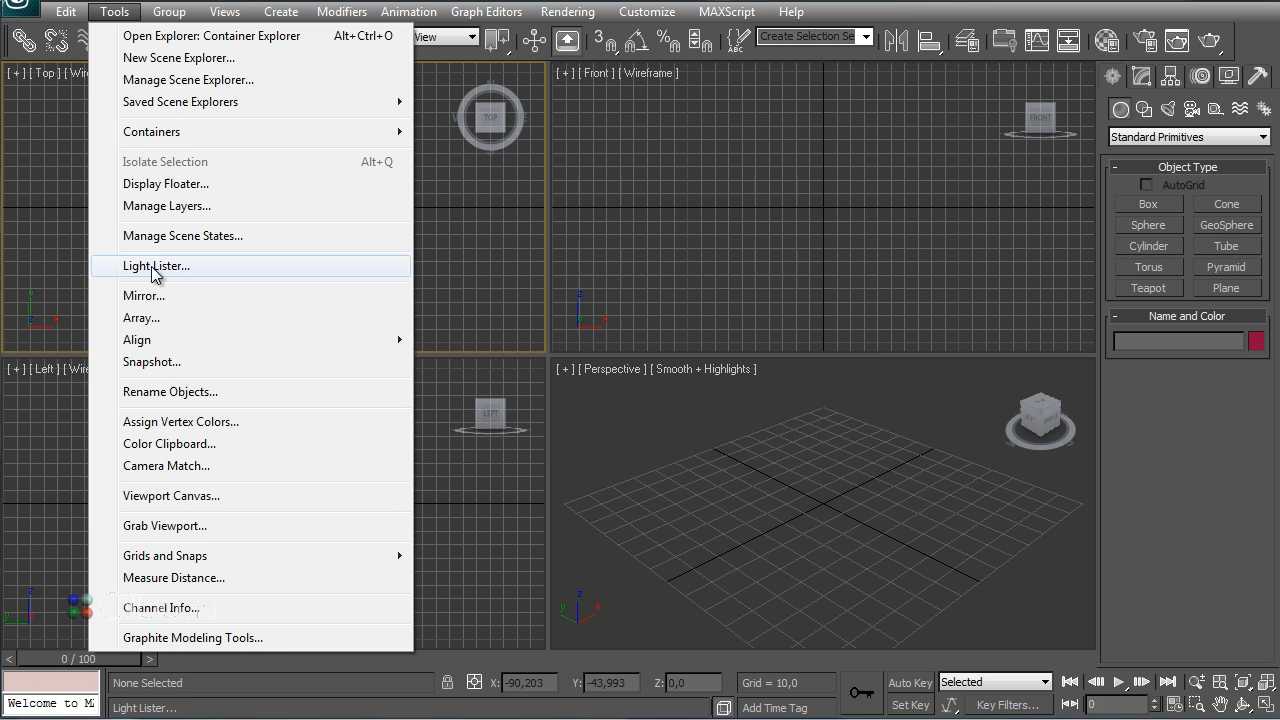 Edit Tools Group Views Create Modifiers Animation Graph Editors Rendering Customize MAXScript Help
View
3
%
ABC
Create Selection Se
Open Explorer: Container Explorer Alt+Ctrl+O
New Scene Explorer...
Manage Scene Explorer...
Saved Scene Explorers
Containers
Isolate Selection Alt+Q
Display Floater...
Manage Layers...
Manage Scene States...
Light Lister...
Mirror...
Array...
Align
Snapshot...
Rename Objects...
Assign Vertex Colors...
Color Clipboard...
Camera Match...
Viewport Canvas...
Grab Viewport...
Grids and Snaps
Measure Distance...
Channel Info...
Graphite Modeling Tools...
[ + ] [ Top ] [ Wire
TOP
y
z x
[ + ] [ Front ] [ Wireframe ]
FRONT
z
y x
[ + ] [ Left ] [ Wire
LEFT
z
y
[ + ] [ Perspective ] [ Smooth + Highlights ]
z
y x
Standard Primitives
- Object Type
AutoGrid
Box Cone
Sphere GeoSphere
Cylinder Tube
Torus Pyramid
Teapot Plane
- Name and Color
< 0 / 100 >
None Selected X: -90,203 Y: -43,993 Z: 0,0 Grid = 10,0 Auto Key Selected
Welcome to MA Light Lister... Add Time Tag Set Key Key Filters... 0